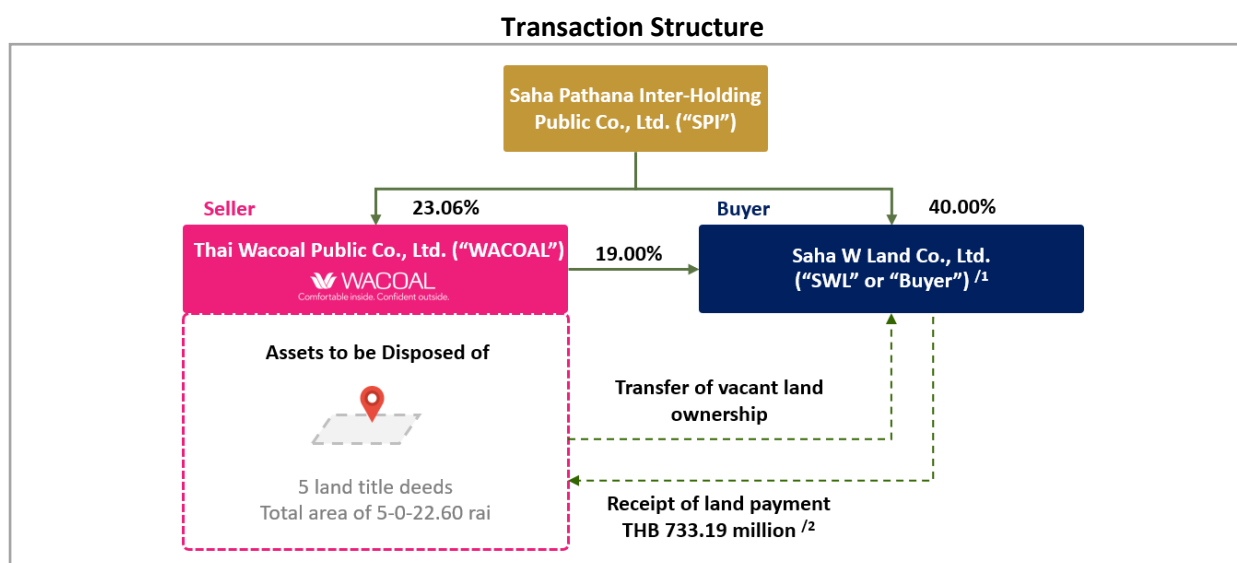 Transaction Structure
Saha Pathana Inter-Holding
Public Co., Ltd. (“SPI”)
Seller
23.06%
Buyer
40.00%
Thai Wacoal Public Co., Ltd. (“WACOAL”)
WACOAL
Comfortable inside. Confident outside.
19.00%
Saha W Land Co., Ltd.
(“SWL” or “Buyer”) /1
Assets to be Disposed of
Transfer of vacant land
ownership
5 land title deeds
Total area of 5-0-22.60 rai
Receipt of land payment
THB 733.19 million /2